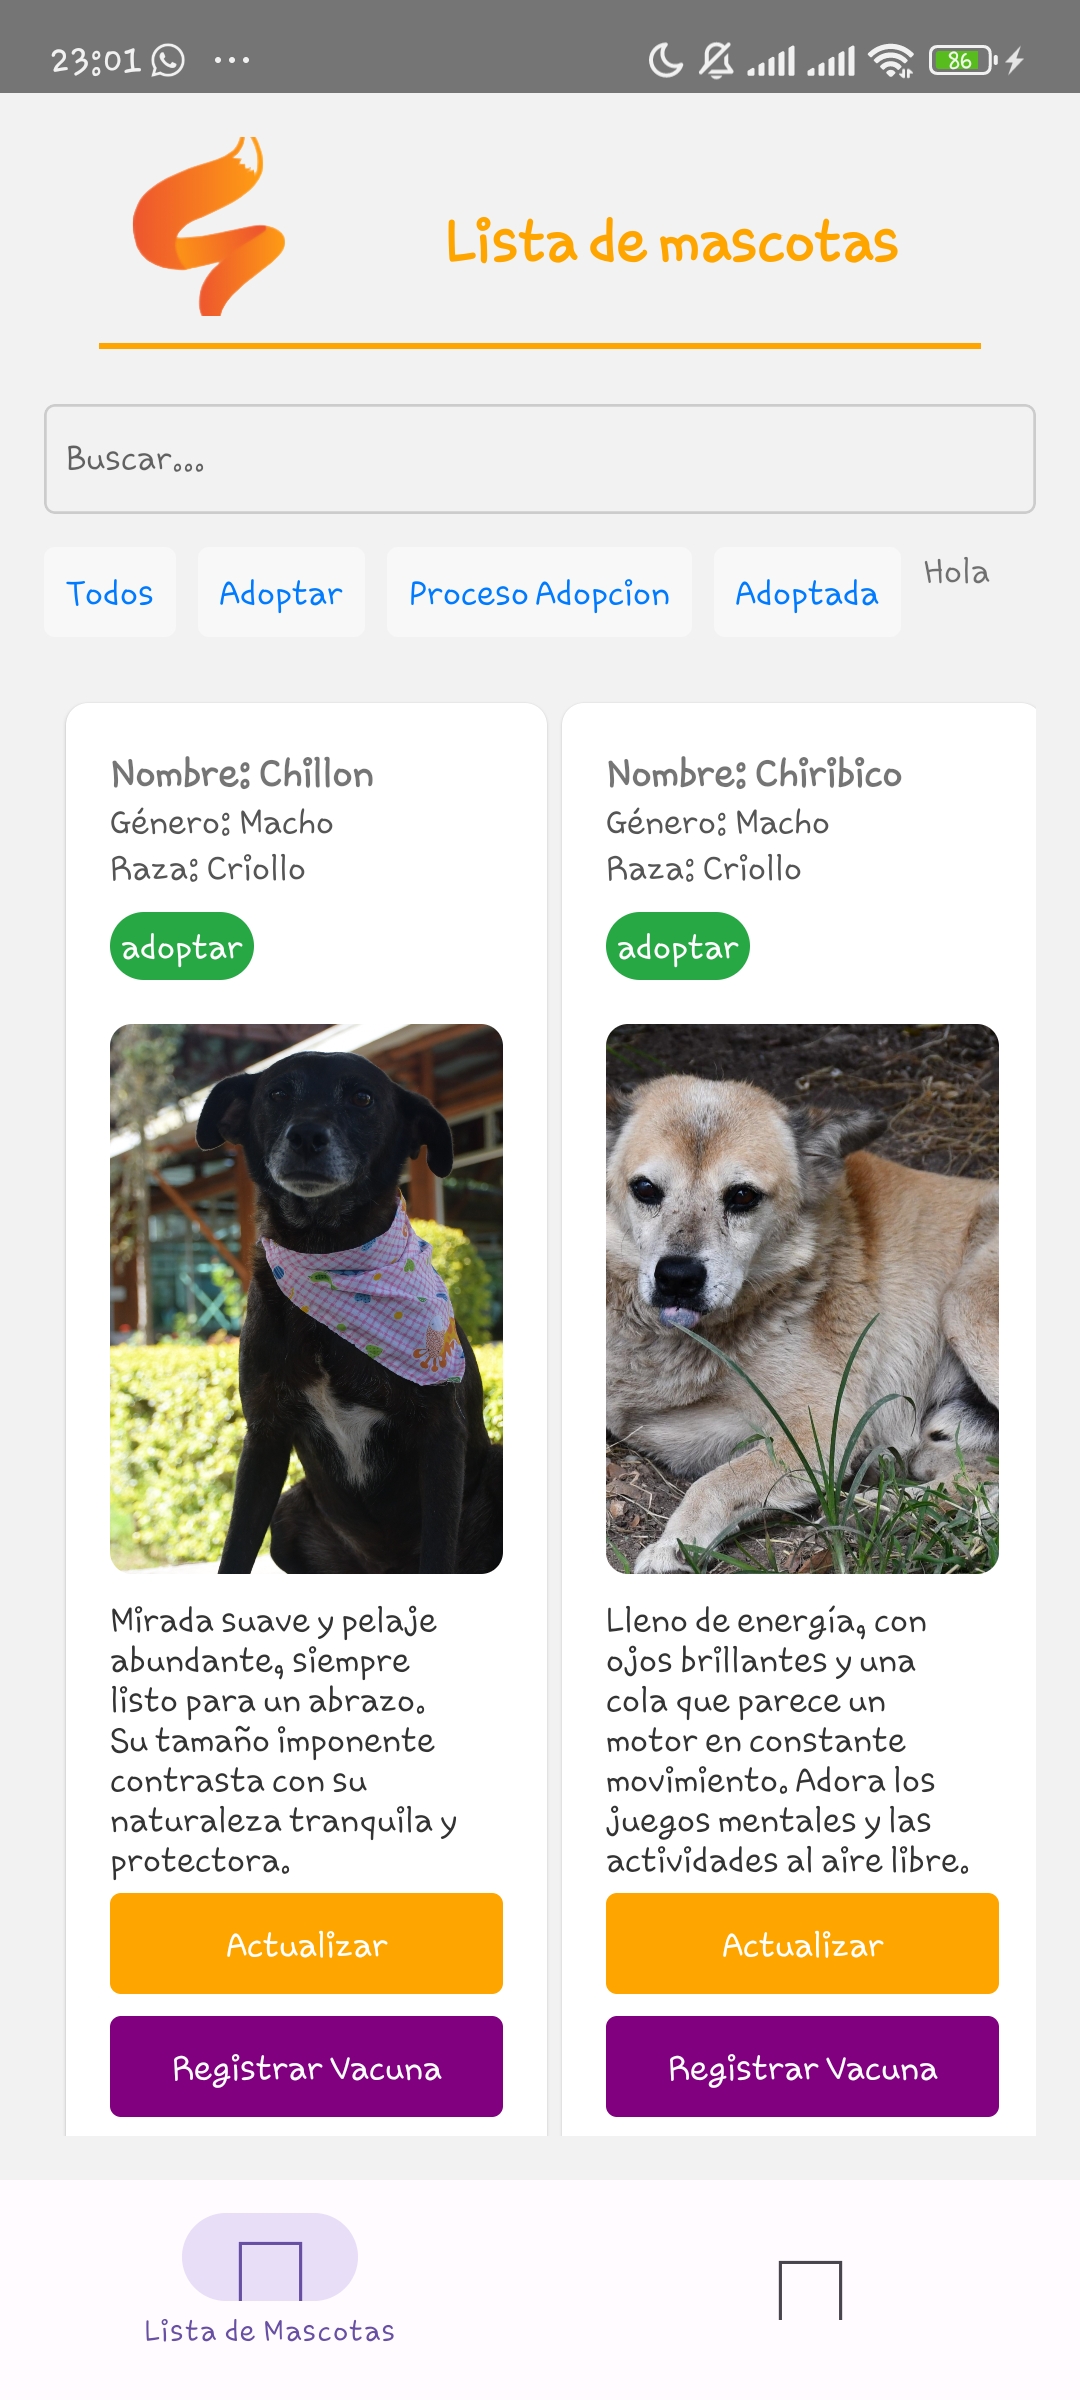 23:01
86
Lista de mascotas
Buscar...
Todos
Adoptar
Proceso Adopcion
Adoptada
Hola
Nombre: Chillon
Género: Macho
Raza: Criollo
adoptar
Mirada suave y pelaje
abundante, siempre
listo para un abrazo.
Su tamaño imponente
contrasta con su
naturaleza tranquila y
protectora.
Actualizar
Registrar Vacuna
Nombre: Chiribico
Género: Macho
Raza: Criollo
adoptar
Lleno de energía, con
ojos brillantes y una
cola que parece un
motor en constante
movimiento. Adora los
juegos mentales y las
actividades al aire libre.
Actualizar
Registrar Vacuna
Lista de Mascotas